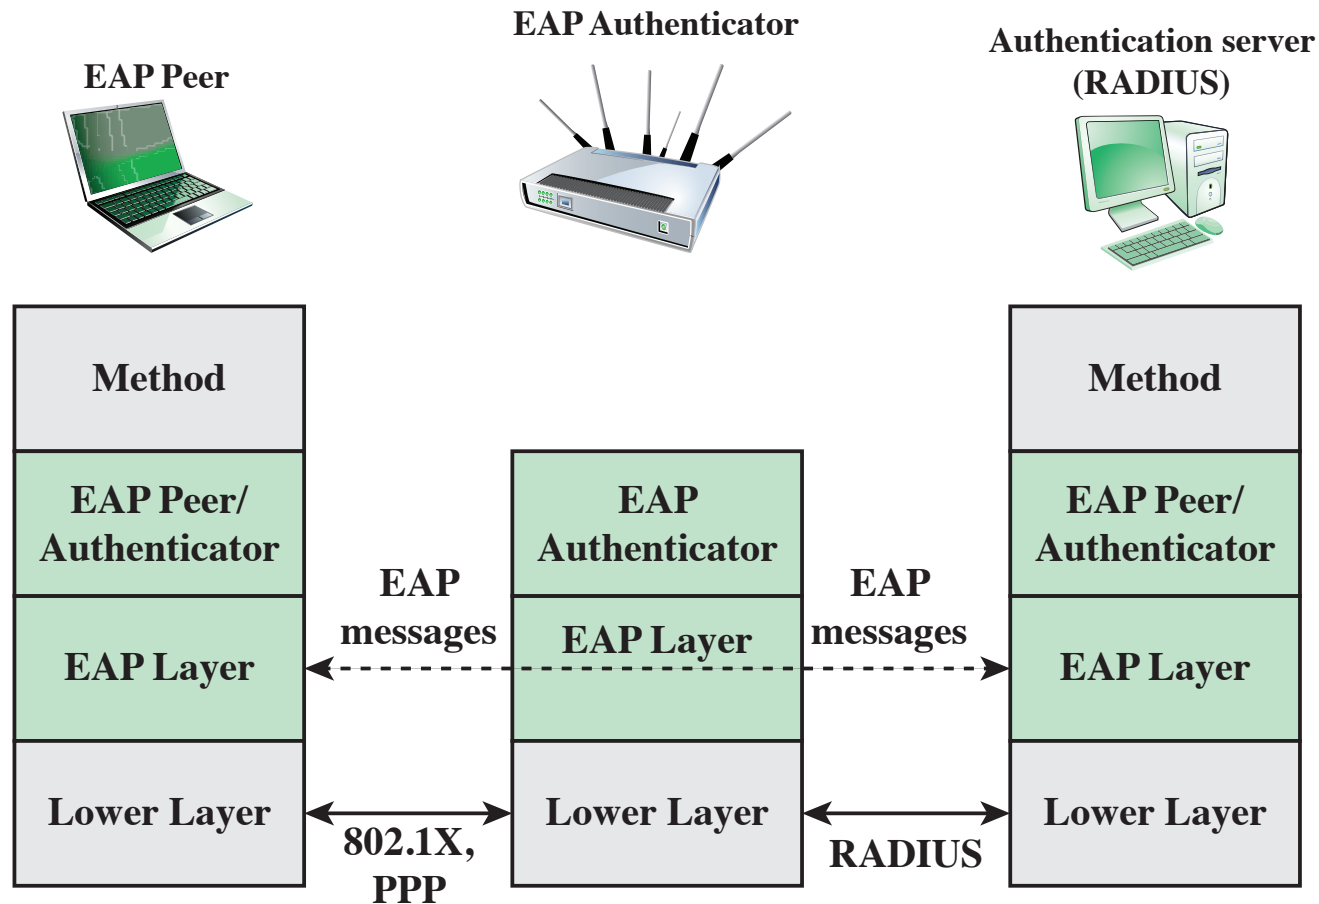 EAP Peer
EAP Authenticator
Authentication server
(RADIUS)
Method
EAP Peer/
Authenticator
EAP Layer
Lower Layer
EAP
messages
802.1X,
PPP
EAP
Authenticator
EAP Layer
Lower Layer
EAP
messages
RADIUS
Method
EAP Peer/
Authenticator
EAP Layer
Lower Layer